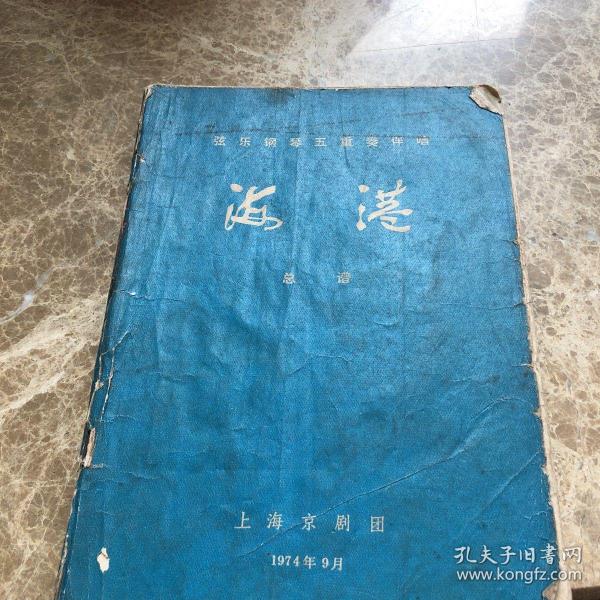 弦乐钢琴五重奏伴唱
海港
总谱
上海京剧团
1974年9月
孔夫子旧书网
www.kongfz.com